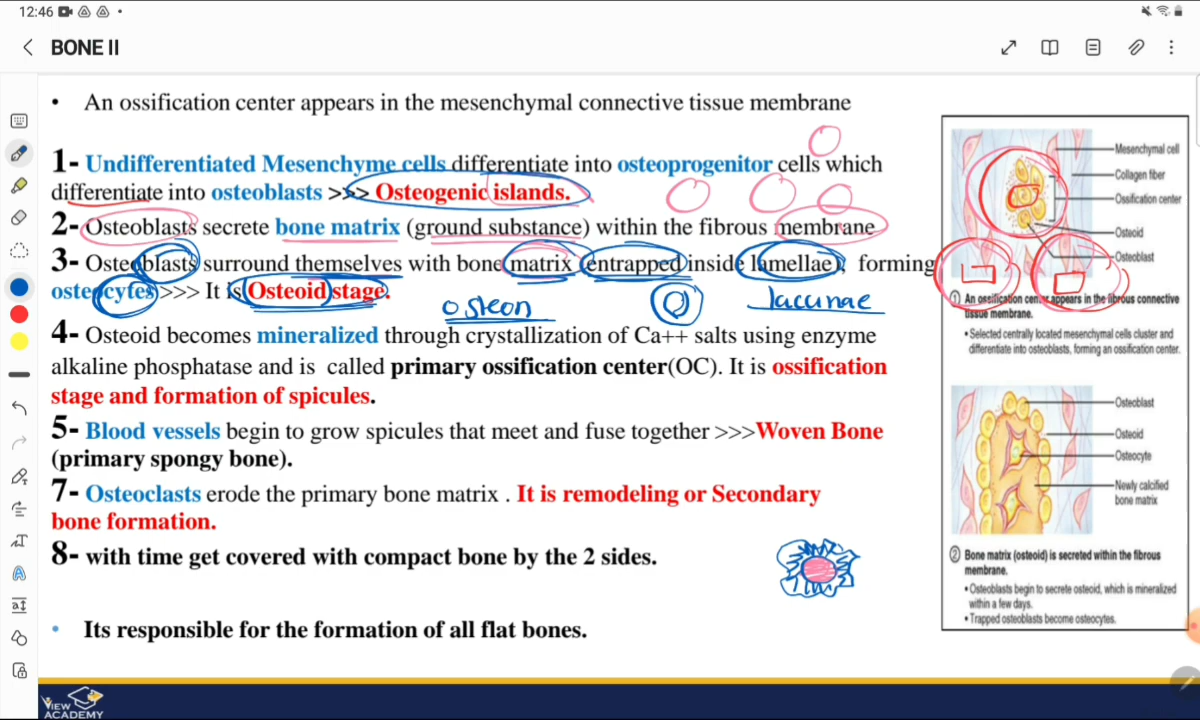 12:46
BONE II
• An ossification center appears in the mesenchymal connective tissue membrane
1- Undifferentiated Mesenchyme cells differentiate into osteoprogenitor cells which
differentiate into osteoblasts >>> Osteogenic islands.
2- Osteoblasts secrete bone matrix (ground substance) within the fibrous membrane
3- Osteoblasts surround themselves with bone matrix (entrapped inside lamellae), forming
osteocytes>>> It is Osteoid stage.
osteon
lacunae
4- Osteoid becomes mineralized through crystallization of Ca++ salts using enzyme
alkaline phosphatase and is called primary ossification center(OC). It is ossification
stage and formation of spicules.
5- Blood vessels begin to grow spicules that meet and fuse together >>>Woven Bone
(primary spongy bone).
7- Osteoclasts erode the primary bone matrix . It is remodeling or Secondary
bone formation.
8- with time get covered with compact bone by the 2 sides.
• Its responsible for the formation of all flat bones.
Mesenchymal cell
Collagen fiber
Ossification center
Osteoid
Osteoblast
① An ossification center appears in the fibrous connective
tissue membrane.
• Selected centrally located mesenchymal cells cluster and
differentiate into osteoblasts, forming an ossification center.
Osteoblast
Osteoid
Osteocyte
Newly calcified
bone matrix
② Bone matrix (osteoid) is secreted within the fibrous
membrane.
• Osteoblasts begin to secrete osteoid, which is mineralized
within a few days.
• Trapped osteoblasts become osteocytes.
VIEW
ACADEMY